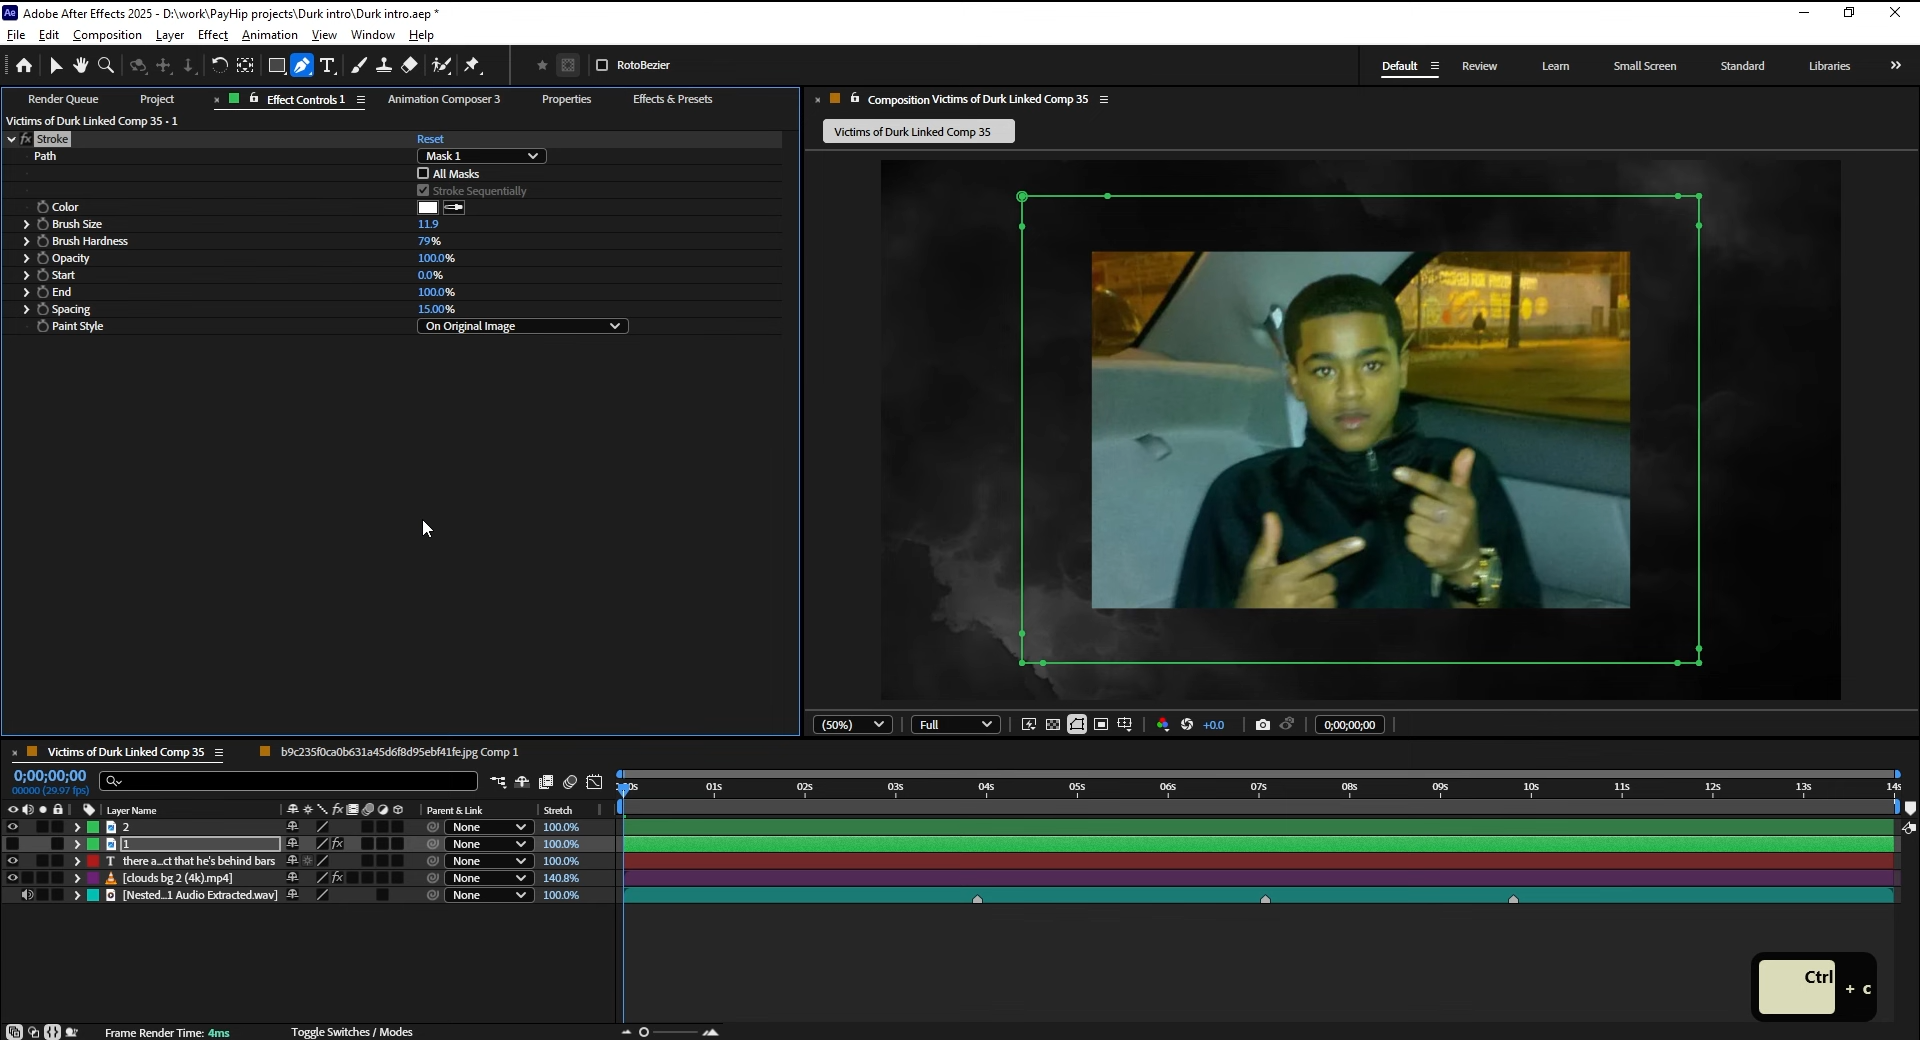 Ae Adobe After Effects 2025 - D:\work\PayHip projects\Durk intro\Durk intro.aep *
File Edit Composition Layer Effect Animation View Window Help
RotoBezier
Default Review Learn Small Screen Standard Libraries
Render Queue Project Effect Controls 1 Animation Composer 3 Properties Effects & Presets
Composition Victims of Durk Linked Comp 35
Victims of Durk Linked Comp 35 • 1
Victims of Durk Linked Comp 35
fx Stroke Reset
Path Mask 1
All Masks
Stroke Sequentially
Color
Brush Size 11.9
Brush Hardness 79%
Opacity 100.0%
Start 0.0%
End 100.0%
Spacing 15.00%
Paint Style On Original Image
(50%) Full +0.0 0;00;00;00
Victims of Durk Linked Comp 35 b9c235f0ca0b631a45d6f8d95ebf41fe.jpg Comp 1
0;00;00;00
00000 (29.97 fps)
01s 02s 03s 04s 05s 06s 07s 08s 09s 10s 11s 12s 13s 14s
Layer Name Parent & Link Stretch
2 None 100.0%
1 fx None 100.0%
T there a...ct that he's behind bars None 100.0%
[clouds bg 2 (4k).mp4] fx None 140.8%
[Nested...1 Audio Extracted.wav] None 100.0%
Ctrl + c
Frame Render Time: 4ms Toggle Switches / Modes